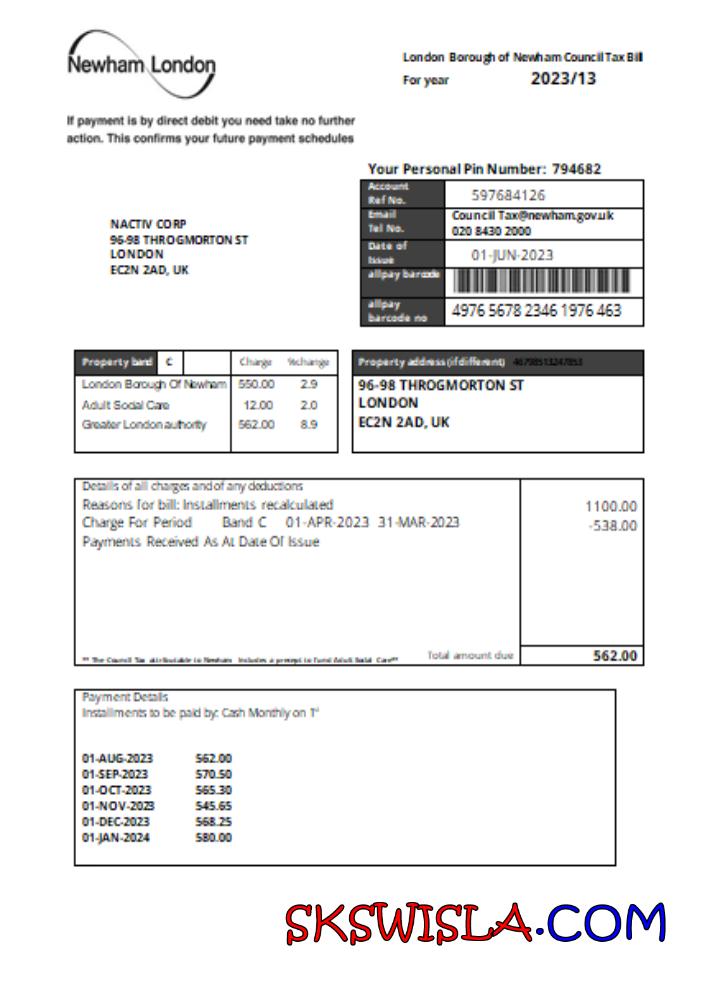 Newham London
London Borough of Newham Council Tax Bill
For year 2023/13
If payment is by direct debit you need take no further
action. This confirms your future payment schedules
Your Personal Pin Number: 794682
Account Ref No. 597684126
Email Council Tax@newham.gov.uk
Tel No. 020 8430 2000
Date of Issue 01-JUN-2023
allpay barcode
allpay barcode no 4976 5678 2346 1976 463
NACTIV CORP
96-98 THROGMORTON ST
LONDON
EC2N 2AD, UK
Property band C Charge %change
London Borough Of Newham 550.00 2.9
Adult Social Care 12.00 2.0
Greater London authority 562.00 8.9
Property address (if different)
96-98 THROGMORTON ST
LONDON
EC2N 2AD, UK
Details of all charges and of any deductions
Reasons for bill: Installments recalculated 1100.00
Charge For Period Band C 01-APR-2023 31-MAR-2023 -538.00
Payments Received As At Date Of Issue
** The Council Tax attributable to Newham Includes a precept to fund Adult Social Care**
Total amount due 562.00
Payment Details
Installments to be paid by: Cash Monthly on 1"
01-AUG-2023 562.00
01-SEP-2023 570.50
01-OCT-2023 565.30
01-NOV-2023 545.65
01-DEC-2023 568.25
01-JAN-2024 580.00
SKSWISLA.COM